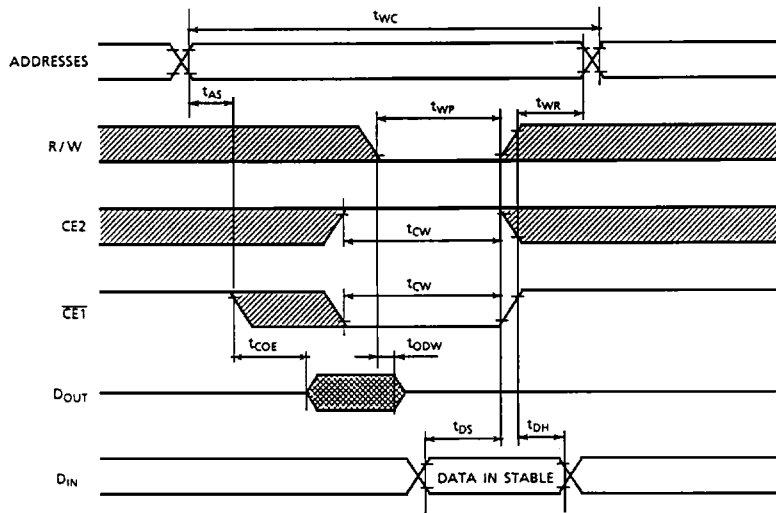 tWC
ADDRESSES
tAS
tWP
tWR
R/W
CE2
tCW
CE1
tCW
tCOE
tODW
DOUT
tDS
tDH
DIN
DATA IN STABLE